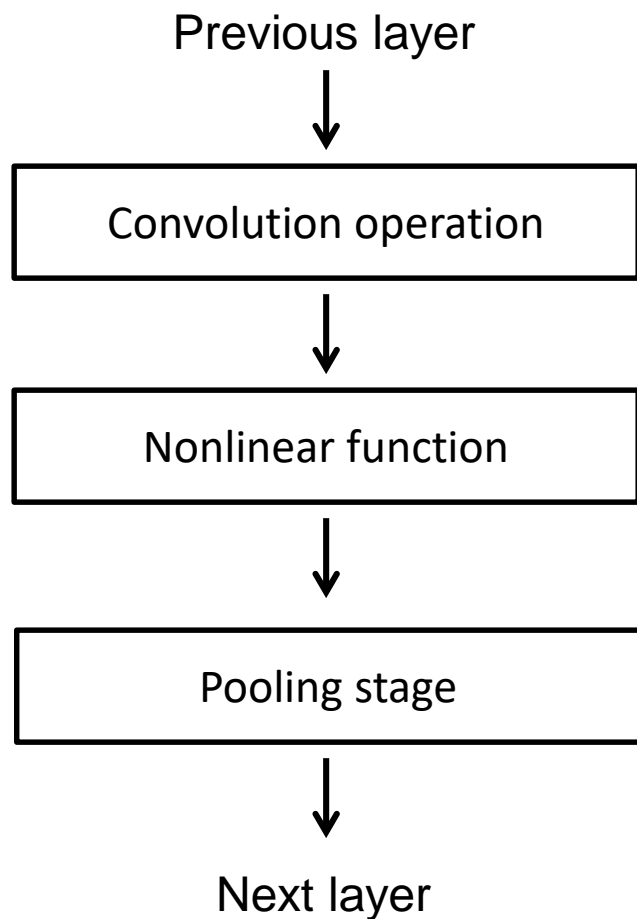 Previous layer
Convolution operation
Nonlinear function
Pooling stage
Next layer